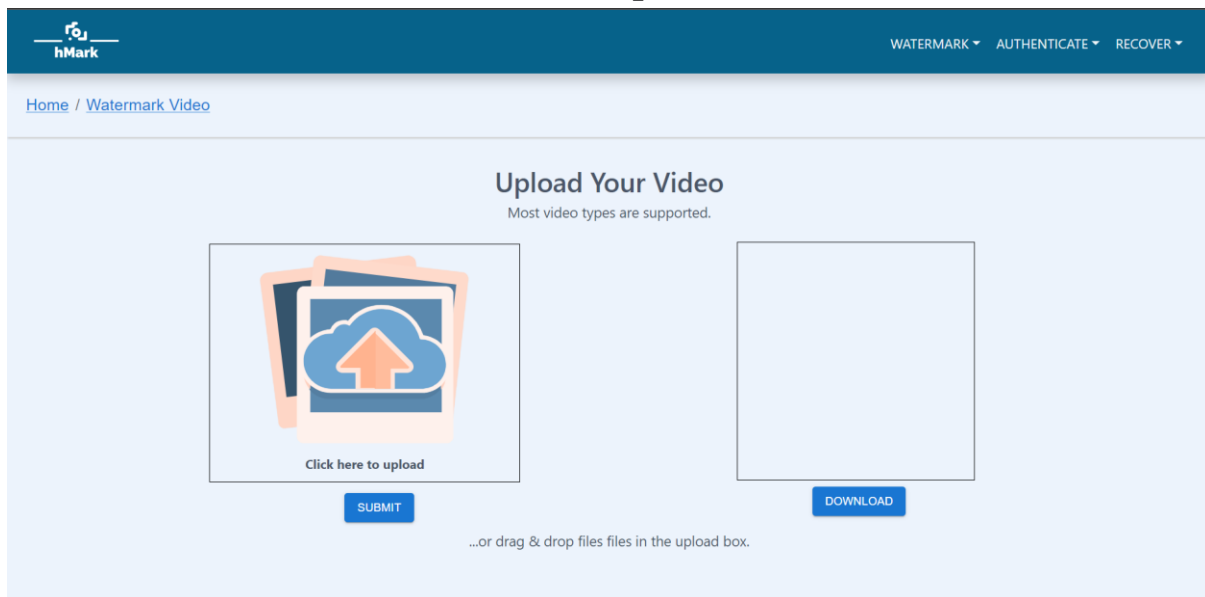 hMark
WATERMARK AUTHENTICATE RECOVER
Home / Watermark Video
Upload Your Video
Most video types are supported.
Click here to upload
SUBMIT
DOWNLOAD
...or drag & drop files files in the upload box.